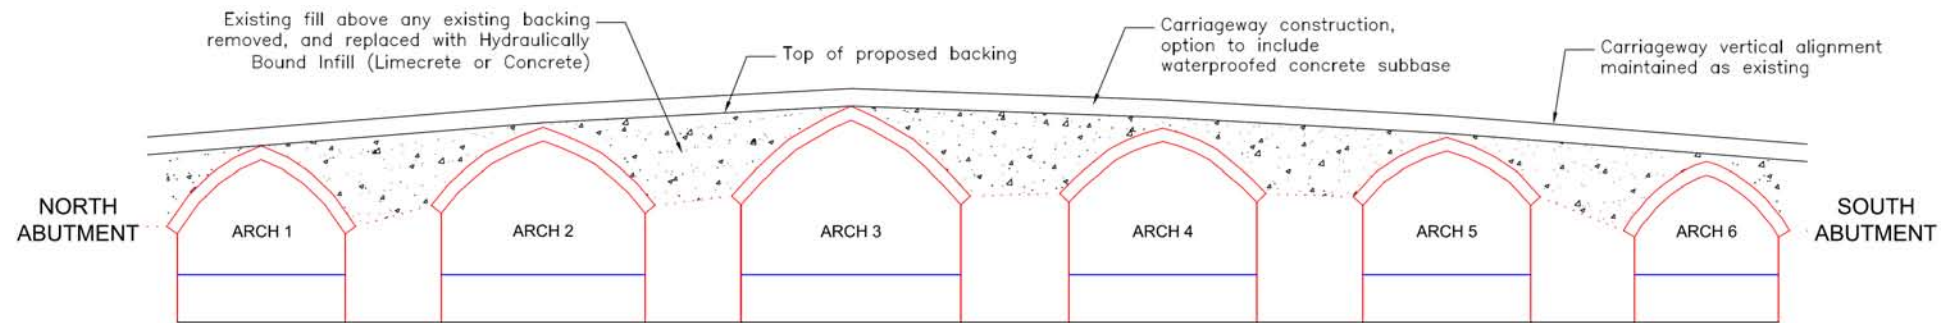 Existing fill above any existing backing
removed, and replaced with Hydraulically
Bound Infill (Limecrete or Concrete)
Top of proposed backing
Carriageway construction,
option to include
waterproofed concrete subbase
Carriageway vertical alignment
maintained as existing
NORTH
ABUTMENT
ARCH 1
ARCH 2
ARCH 3
ARCH 4
ARCH 5
ARCH 6
SOUTH
ABUTMENT